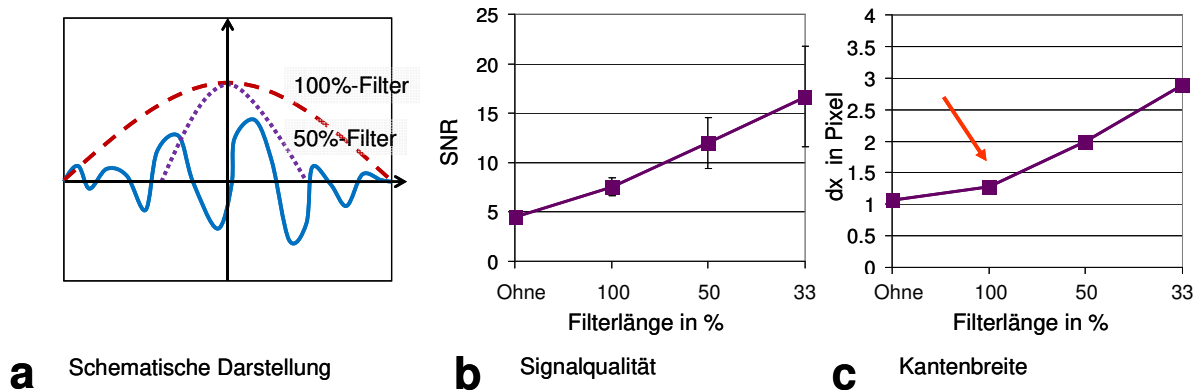 100%-Filter
50%-Filter
a Schematische Darstellung
SNR
25
20
15
10
5
0
Ohne 100 50 33
Filterlänge in %
b Signalqualität
dx in Pixel
4
3.5
3
2.5
2
1.5
1
0.5
0
Ohne 100 50 33
Filterlänge in %
c Kantenbreite